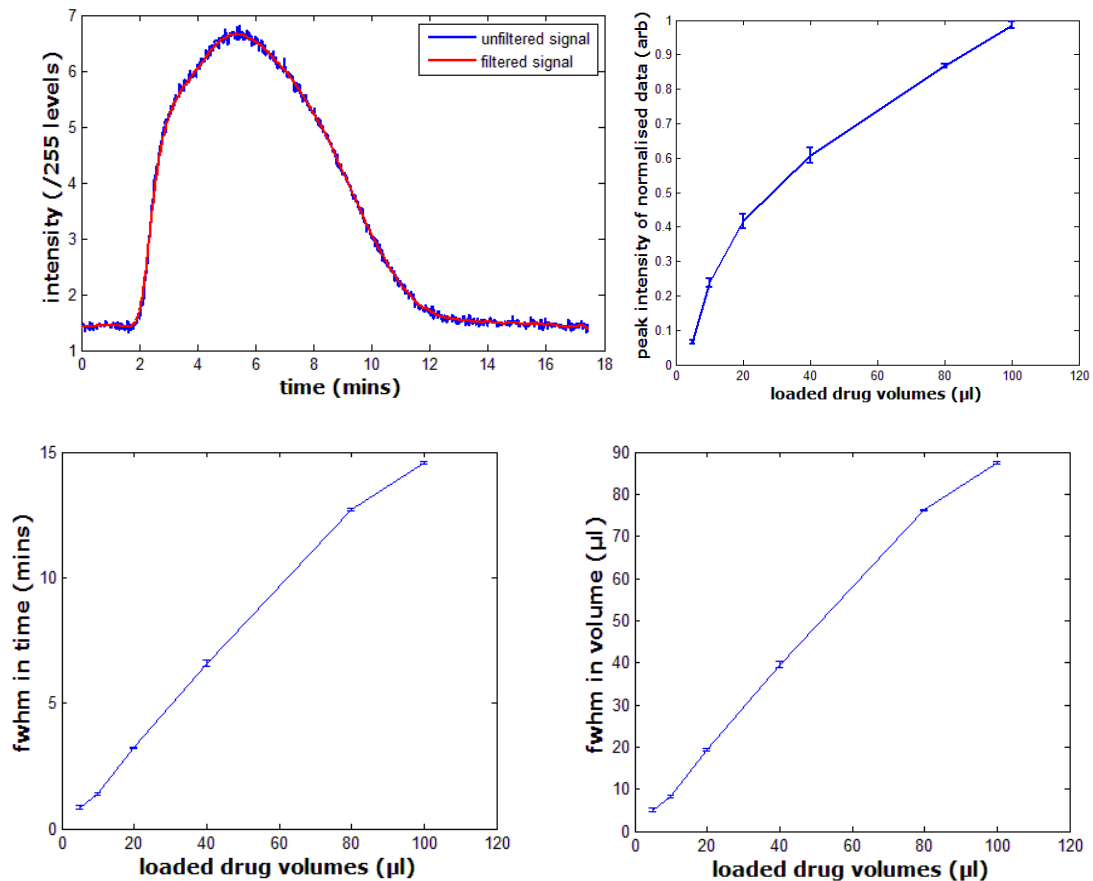 7
6
5
4
3
2
1
0 2 4 6 8 10 12 14 16 18
intensity (/255 levels)
time (mins)
unfiltered signal
filtered signal
1
0.9
0.8
0.7
0.6
0.5
0.4
0.3
0.2
0.1
0
0 20 40 60 80 100 120
peak intensity of normalised data (arb)
loaded drug volumes (µl)
15
10
5
0
0 20 40 60 80 100 120
fwhm in time (mins)
loaded drug volumes (µl)
90
80
70
60
50
40
30
20
10
0
0 20 40 60 80 100 120
fwhm in volume (µl)
loaded drug volumes (µl)